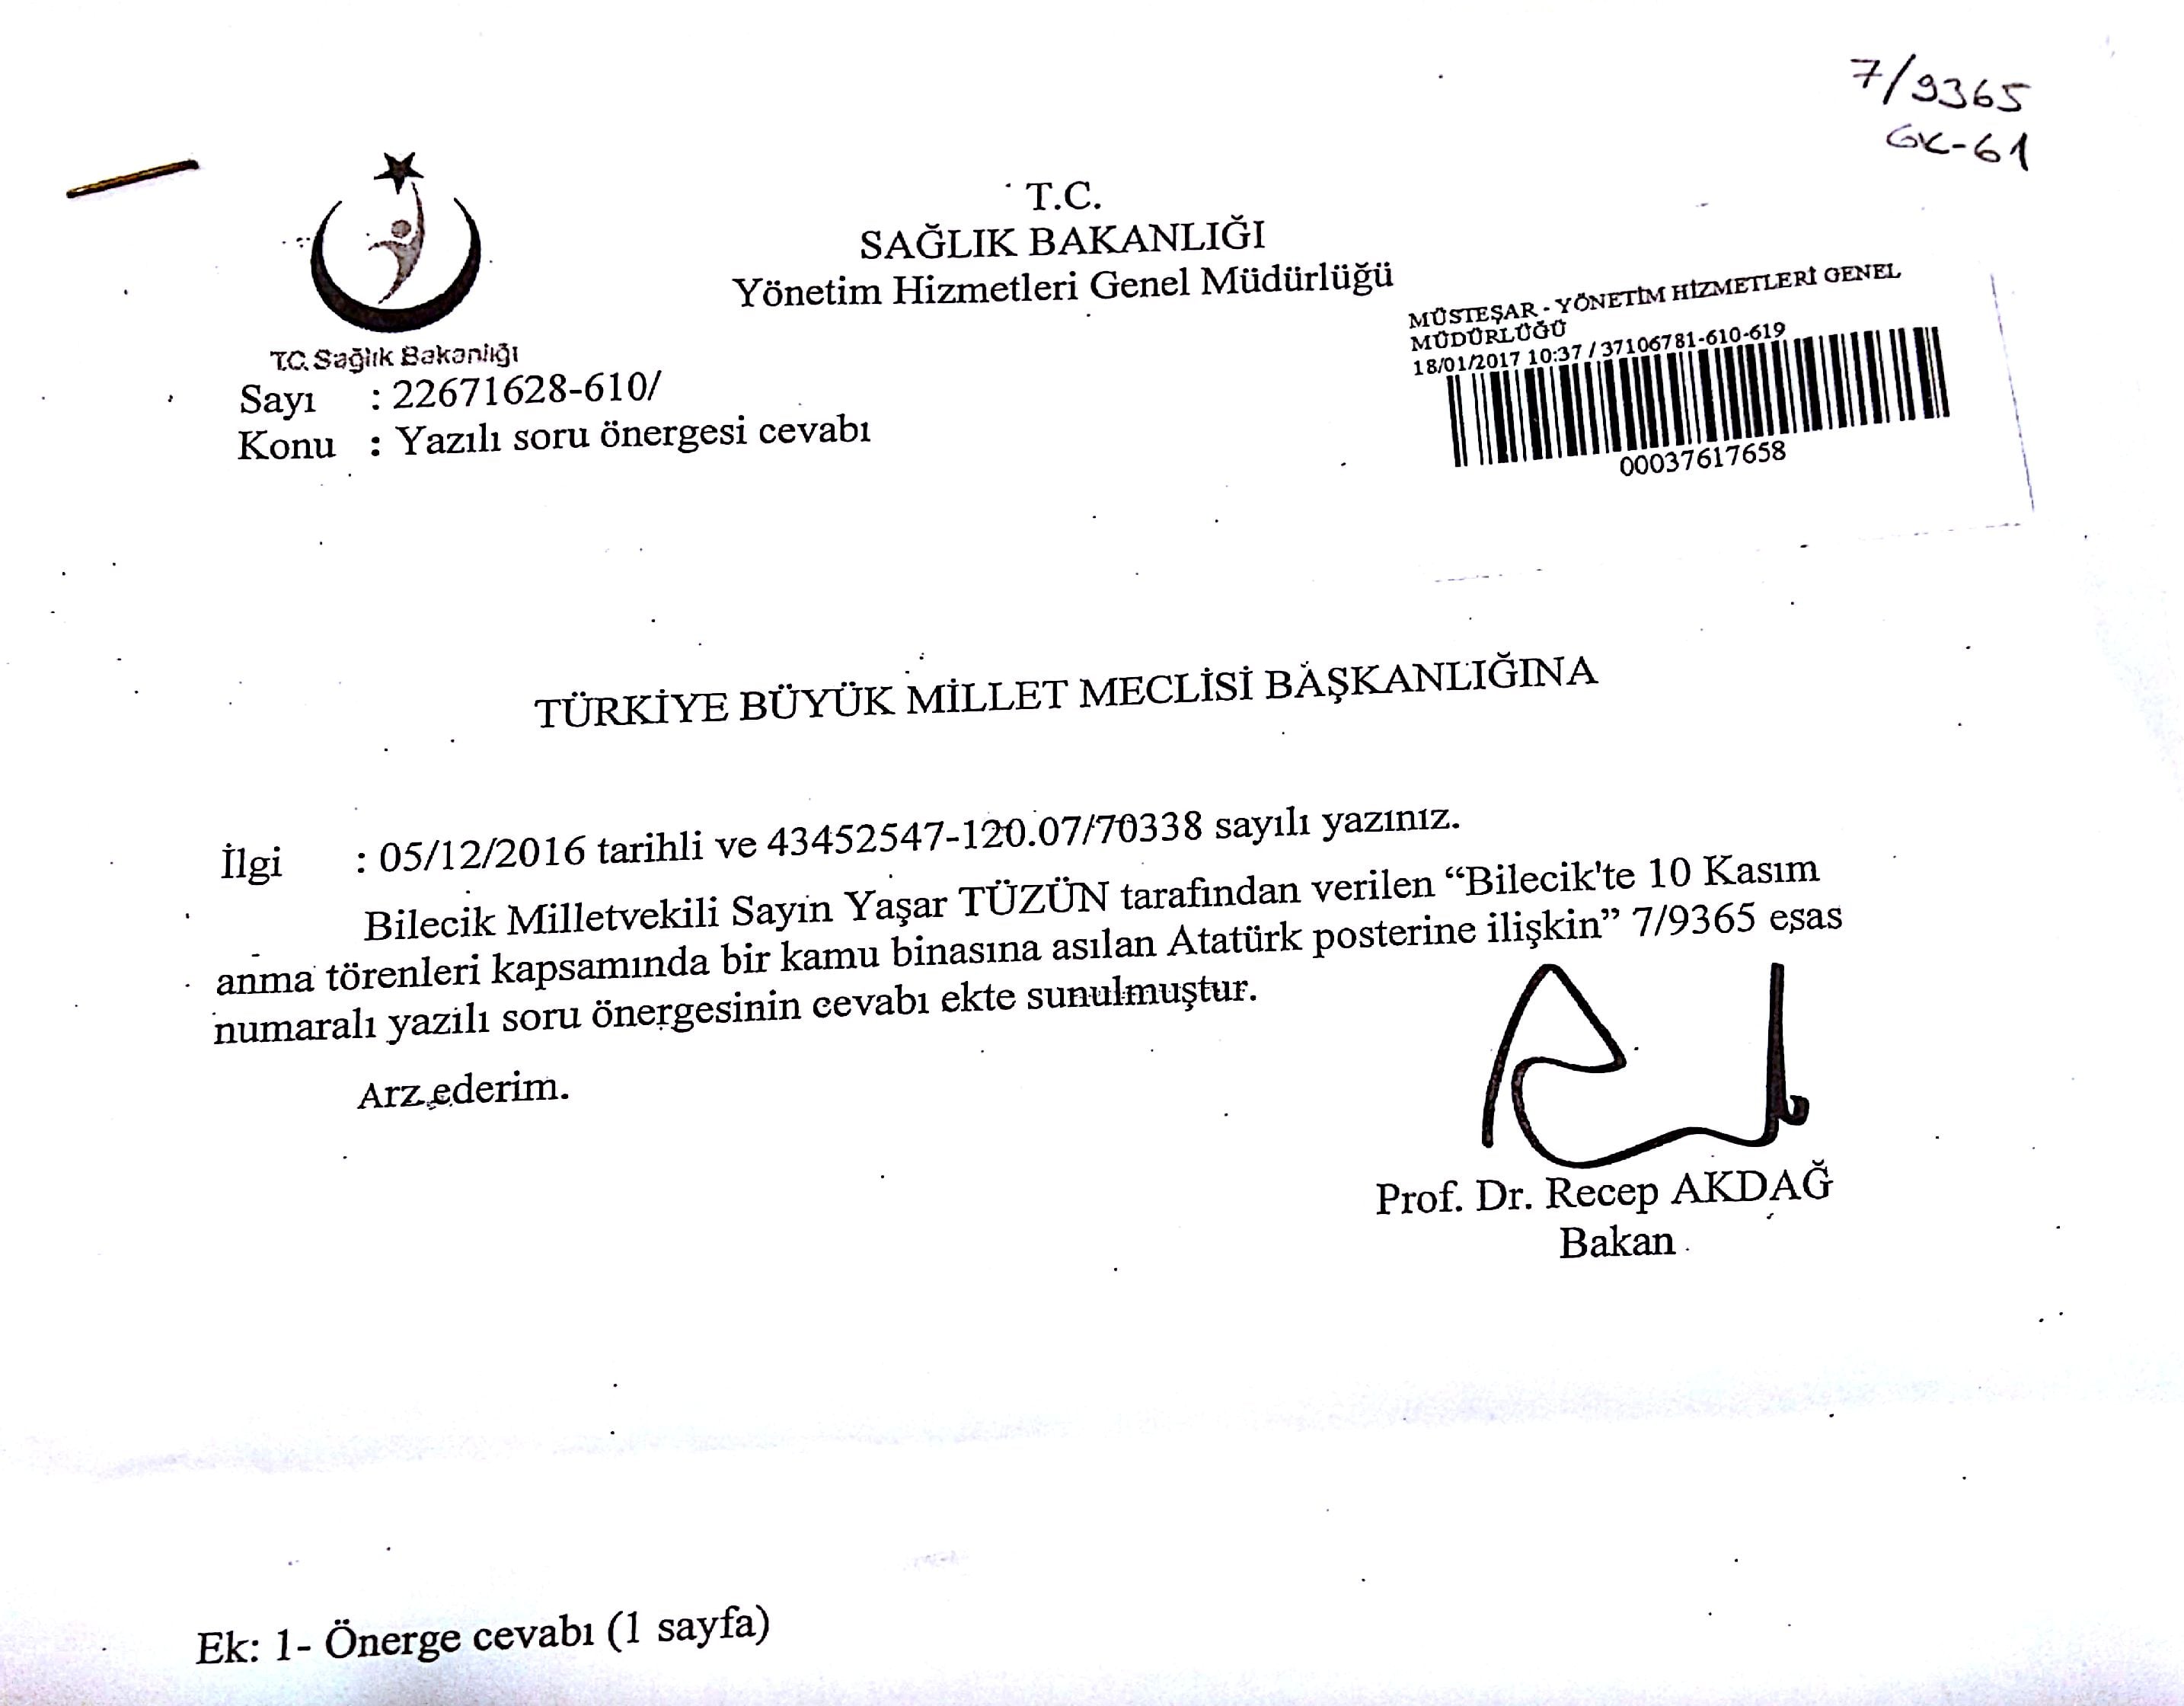 7/9365
GK-61
T.C.
SAĞLIK BAKANLIĞI
Yönetim Hizmetleri Genel Müdürlüğü
T.C. Sağlık Bakanlığı
MÜSTEŞAR - YÖNETİM HİZMETLERİ GENEL
MÜDÜRLÜĞÜ
18/01/2017 10:37 / 37106781-610-619
00037617658
Sayı : 22671628-610/
Konu : Yazılı soru önergesi cevabı
TÜRKİYE BÜYÜK MİLLET MECLİSİ BAŞKANLIĞINA
İlgi : 05/12/2016 tarihli ve 43452547-120.07/70338 sayılı yazınız.
Bilecik Milletvekili Sayın Yaşar TÜZÜN tarafından verilen “Bilecik'te 10 Kasım
anma törenleri kapsamında bir kamu binasına asılan Atatürk posterine ilişkin” 7/9365 esas
numaralı yazılı soru önergesinin cevabı ekte sunulmuştur.
Arz ederim.
Prof. Dr. Recep AKDAĞ
Bakan
Ek: 1- Önerge cevabı (1 sayfa)